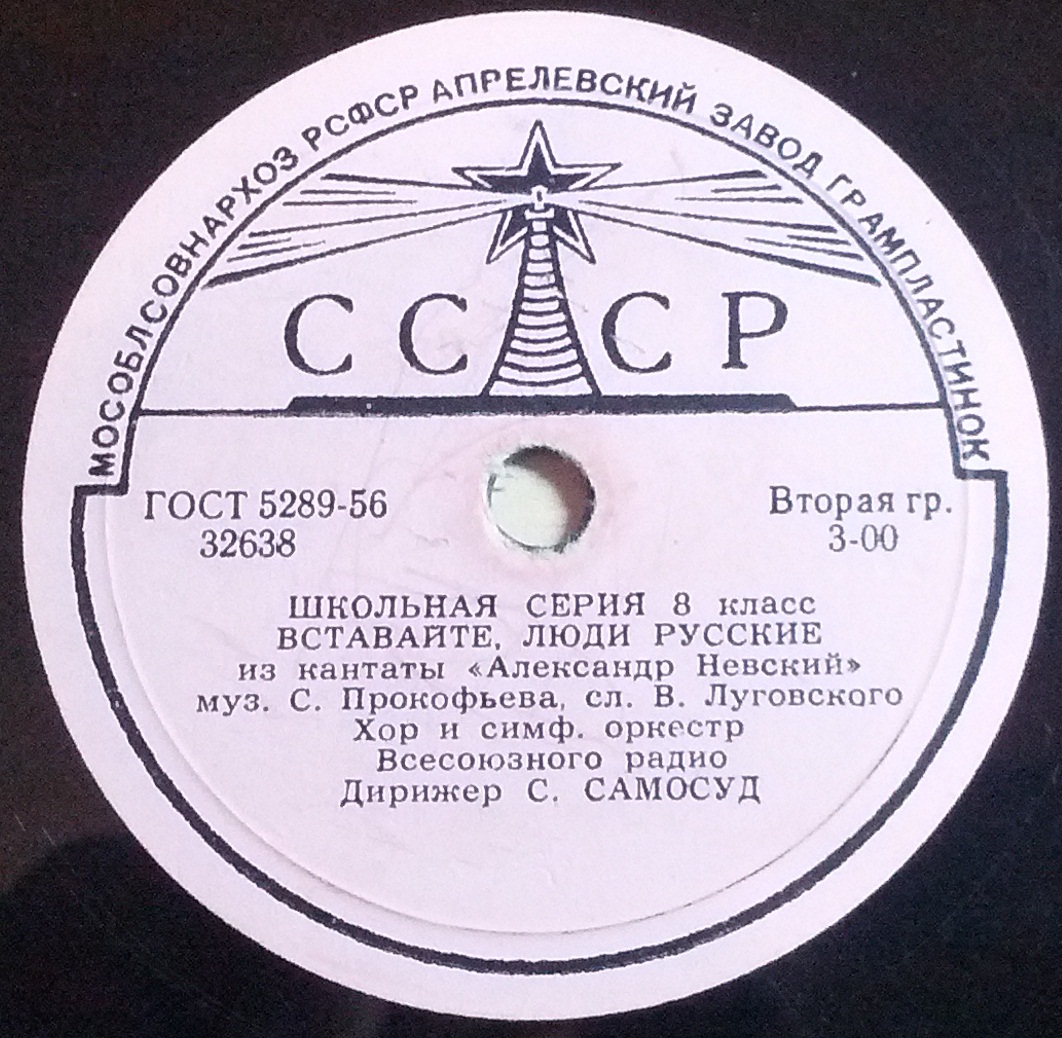 МОСОБЛСОВНАРХОЗ РСФСР АПРЕЛЕВСКИЙ ЗАВОД ГРАМПЛАСТИНОК
СССР
ГОСТ 5289-56
32638
Вторая гр.
3-00
ШКОЛЬНАЯ СЕРИЯ 8 класс
ВСТАВАЙТЕ, ЛЮДИ РУССКИЕ
из кантаты «Александр Невский»
муз. С. Прокофьева, сл. В. Луговского
Хор и симф. оркестр
Всесоюзного радио
Дирижер С. САМОСУД